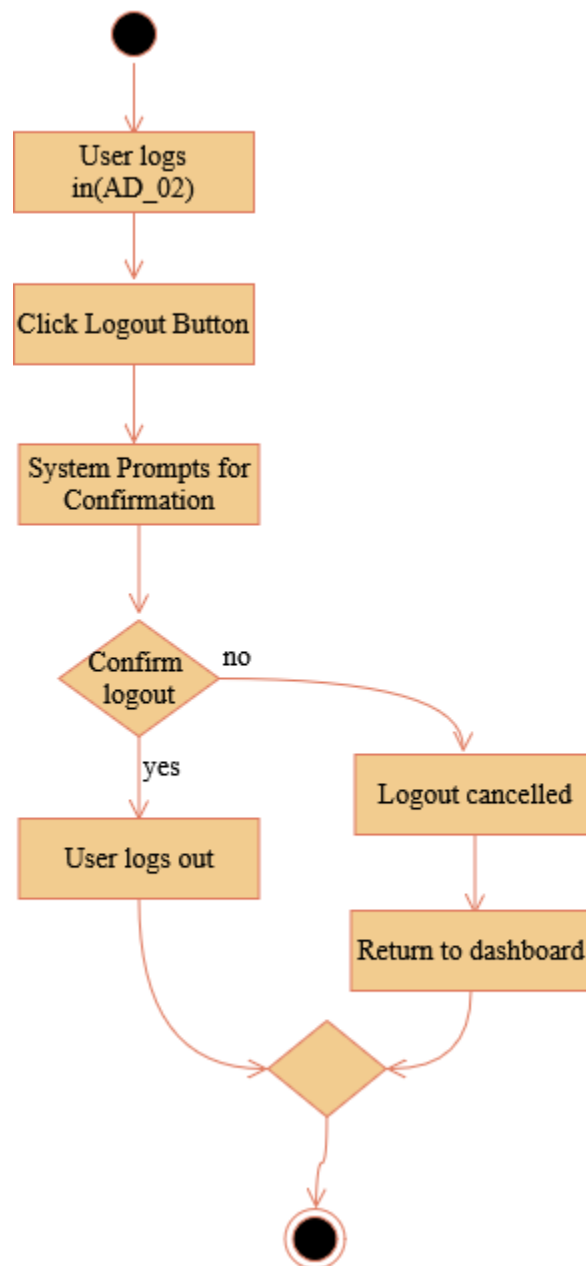 User logs
in(AD_02)
Click Logout Button
System Prompts for
Confirmation
Confirm
logout
no
yes
Logout cancelled
User logs out
Return to dashboard